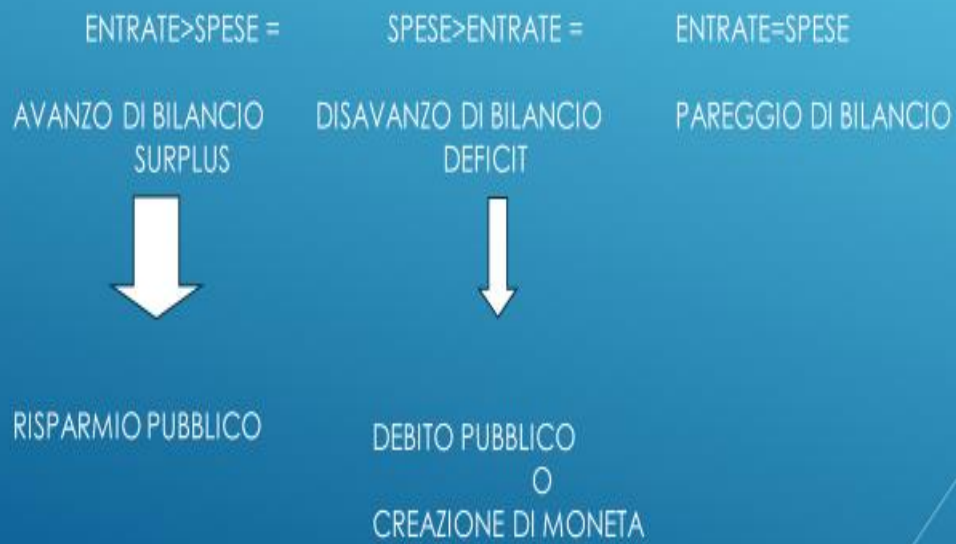 ENTRATE>SPESE =
SPESE>ENTRATE =
ENTRATE=SPESE
AVANZO DI BILANCIO
SURPLUS
DISAVANZO DI BILANCIO
DEFICIT
PAREGGIO DI BILANCIO
RISPARMIO PUBBLICO
DEBITO PUBBLICO
O
CREAZIONE DI MONETA